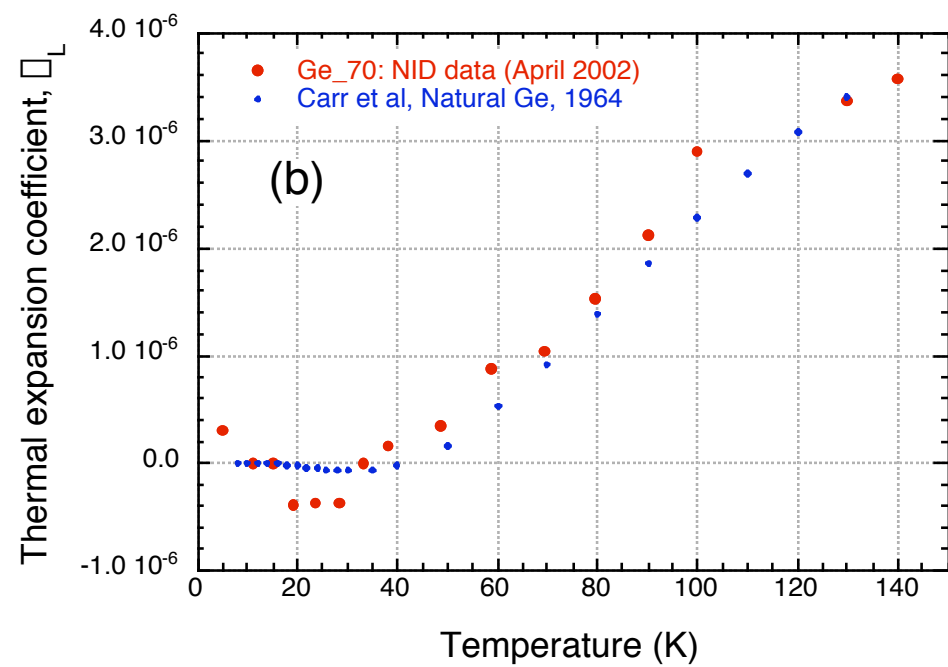 Thermal expansion coefficient, □_L
4.0 10^-6
3.0 10^-6
2.0 10^-6
1.0 10^-6
0.0
-1.0 10^-6
Ge_70: NID data (April 2002)
Carr et al, Natural Ge, 1964
(b)
0 20 40 60 80 100 120 140
Temperature (K)